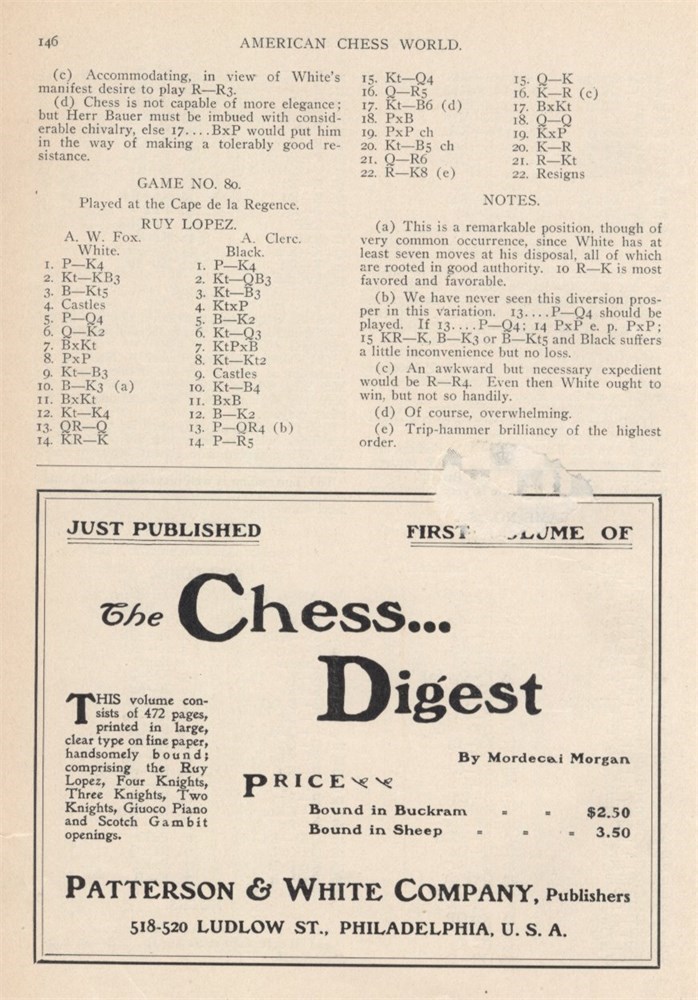 146
AMERICAN CHESS WORLD.
(c) Accommodating, in view of White's
manifest desire to play R—R3.
(d) Chess is not capable of more elegance;
but Herr Bauer must be imbued with consid-
erable chivalry, else 17....BxP would put him
in the way of making a tolerably good re-
sistance.
GAME NO. 80.
Played at the Cape de la Regence.
RUY LOPEZ.
A. W. Fox. A. Clerc.
White. Black.
1. P—K4 1. P—K4
2. Kt—KB3 2. Kt—QB3
3. B—Kt5 3. Kt—B3
4. Castles 4. KtxP
5. P—Q4 5. B—K2
6. Q—K2 6. Kt—Q3
7. BxKt 7. KtPxB
8. PxP 8. Kt—Kt2
9. Kt—B3 9. Castles
10. B—K3 (a) 10. Kt—B4
11. BxKt 11. BxB
12. Kt—K4 12. B—K2
13. QR—Q 13. P—QR4 (b)
14. KR—K 14. P—R5
15. Kt—Q4 15. Q—K
16. Q—R5 16. K—R (c)
17. Kt—B6 (d) 17. BxKt
18. PxB 18. Q—Q
19. PxP ch 19. KxP
20. Kt—B5 ch 20. K—R
21. Q—R6 21. R—Kt
22. R—K8 (e) 22. Resigns
NOTES.
(a) This is a remarkable position, though of
very common occurrence, since White has at
least seven moves at his disposal, all of which
are rooted in good authority. 10 R—K is most
favored and favorable.
(b) We have never seen this diversion pros-
per in this variation. 13....P—Q4 should be
played. If 13....P—Q4; 14 PxP e. p. PxP;
15 KR—K, B—K3 or B—Kt5 and Black suffers
a little inconvenience but no loss.
(c) An awkward but necessary expedient
would be R—R4. Even then White ought to
win, but not so handily.
(d) Of course, overwhelming.
(e) Trip-hammer brilliancy of the highest
order.
JUST PUBLISHED
FIRST OF
The Chess...
Digest
THIS volume con-
sists of 472 pages,
printed in large,
clear type on fine paper,
handsomely bound;
comprising the Ruy
Lopez, Four Knights,
Three Knights, Two
Knights, Giuoco Piano
and Scotch Gambit
openings.
By Mordecai Morgan
PRICE
Bound in Buckram - - $2.50
Bound in Sheep - - - 3.50
PATTERSON & WHITE COMPANY, Publishers
518-520 LUDLOW ST., PHILADELPHIA, U. S. A.